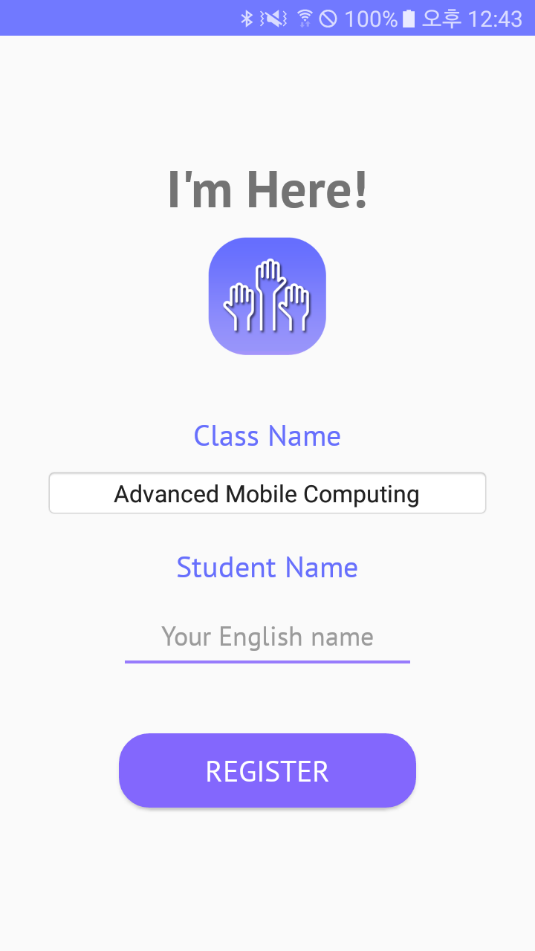 100% 오후 12:43
I'm Here!
Class Name
Advanced Mobile Computing
Student Name
Your English name
REGISTER